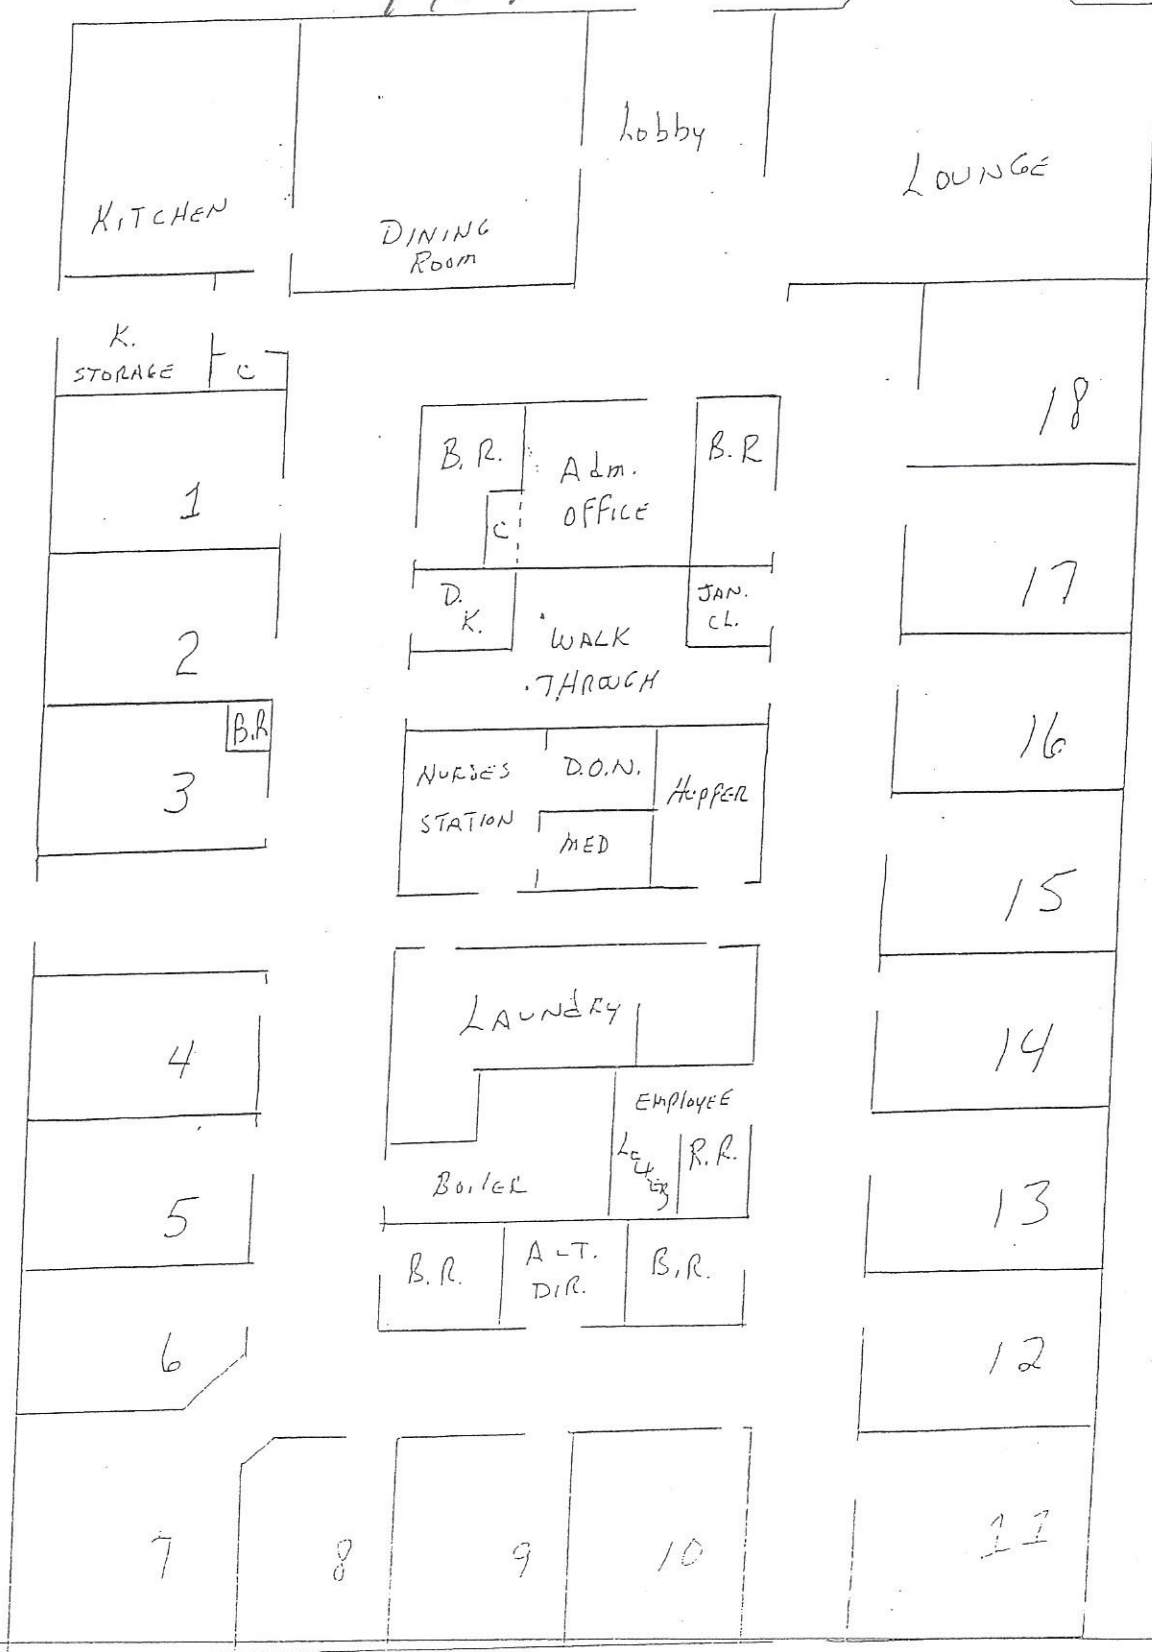 Lobby
LOUNGE
KITCHEN
DINING
ROOM
K.
STORAGE
C
18
B.R.
Adm.
OFFICE
B.R
1
C
17
D.
K.
JAN.
CL.
WALK
THROUGH
2
B.R
16
NURSES
STATION
D.O.N.
HOPPER
3
MED
15
LAUNDRY
4
14
EMPLOYEE
R.R.
BOILER
5
13
B.R.
DIR.
B.R.
6
12
7
8
9
10
11